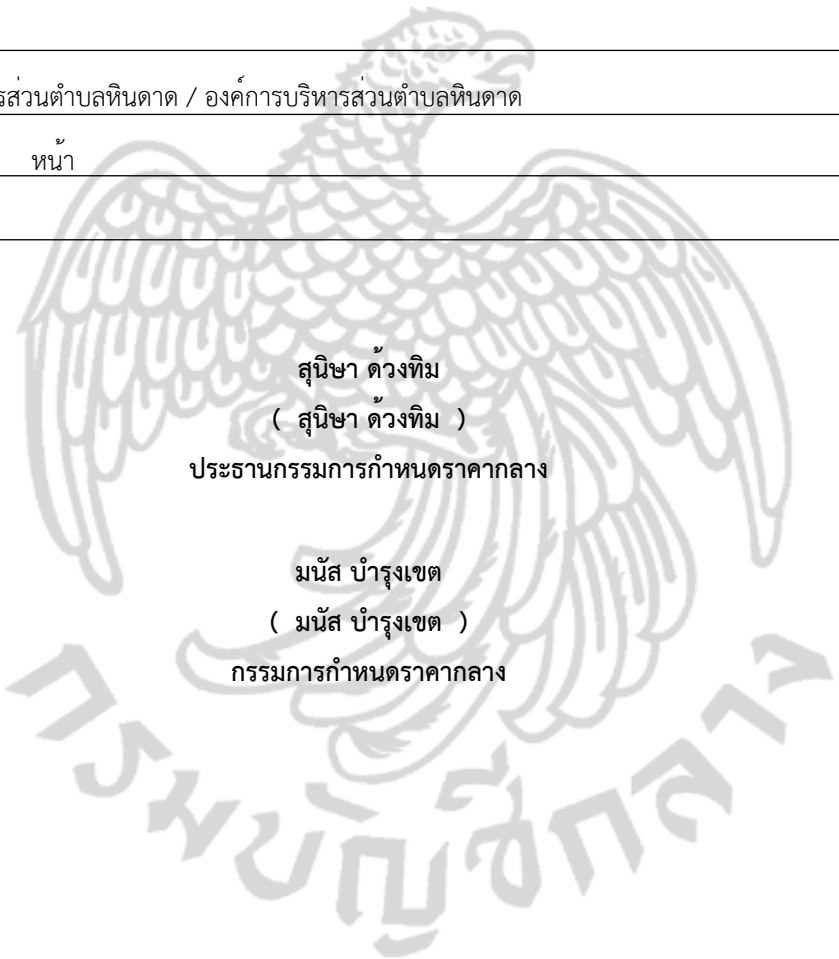 รส่วนตำบลหินดาด / องค์การบริหารส่วนตำบลหินดาด
หน้า
สุนิษา ด้วงทิม
( สุนิษา ด้วงทิม )
ประธานกรรมการกำหนดราคากลาง
มนัส บำรุงเขต
( มนัส บำรุงเขต )
กรรมการกำหนดราคากลาง
กรมบัญชีกลาง